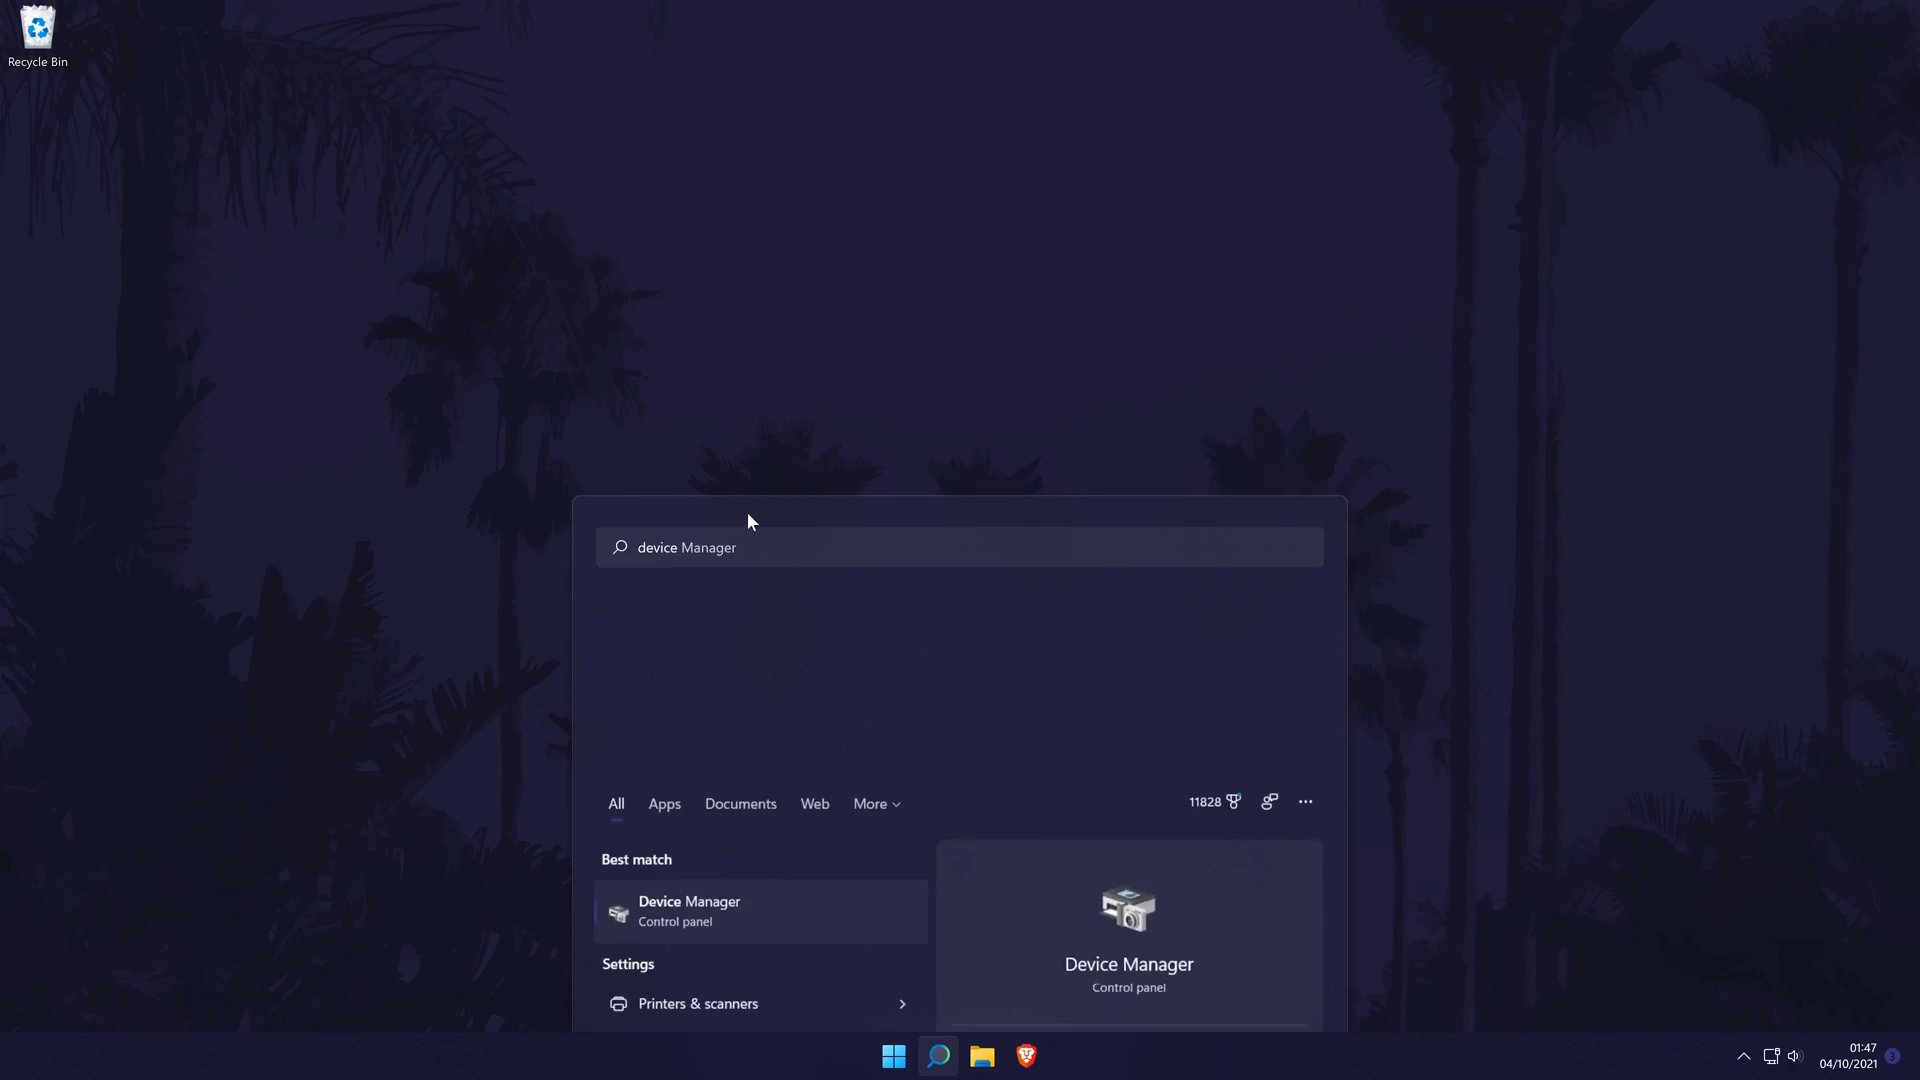 Recycle Bin
device Manager
All Apps Documents Web More
11828
Best match
Device Manager
Control panel
Settings
Printers & scanners
Device Manager
Control panel
01:47
04/10/2021
3